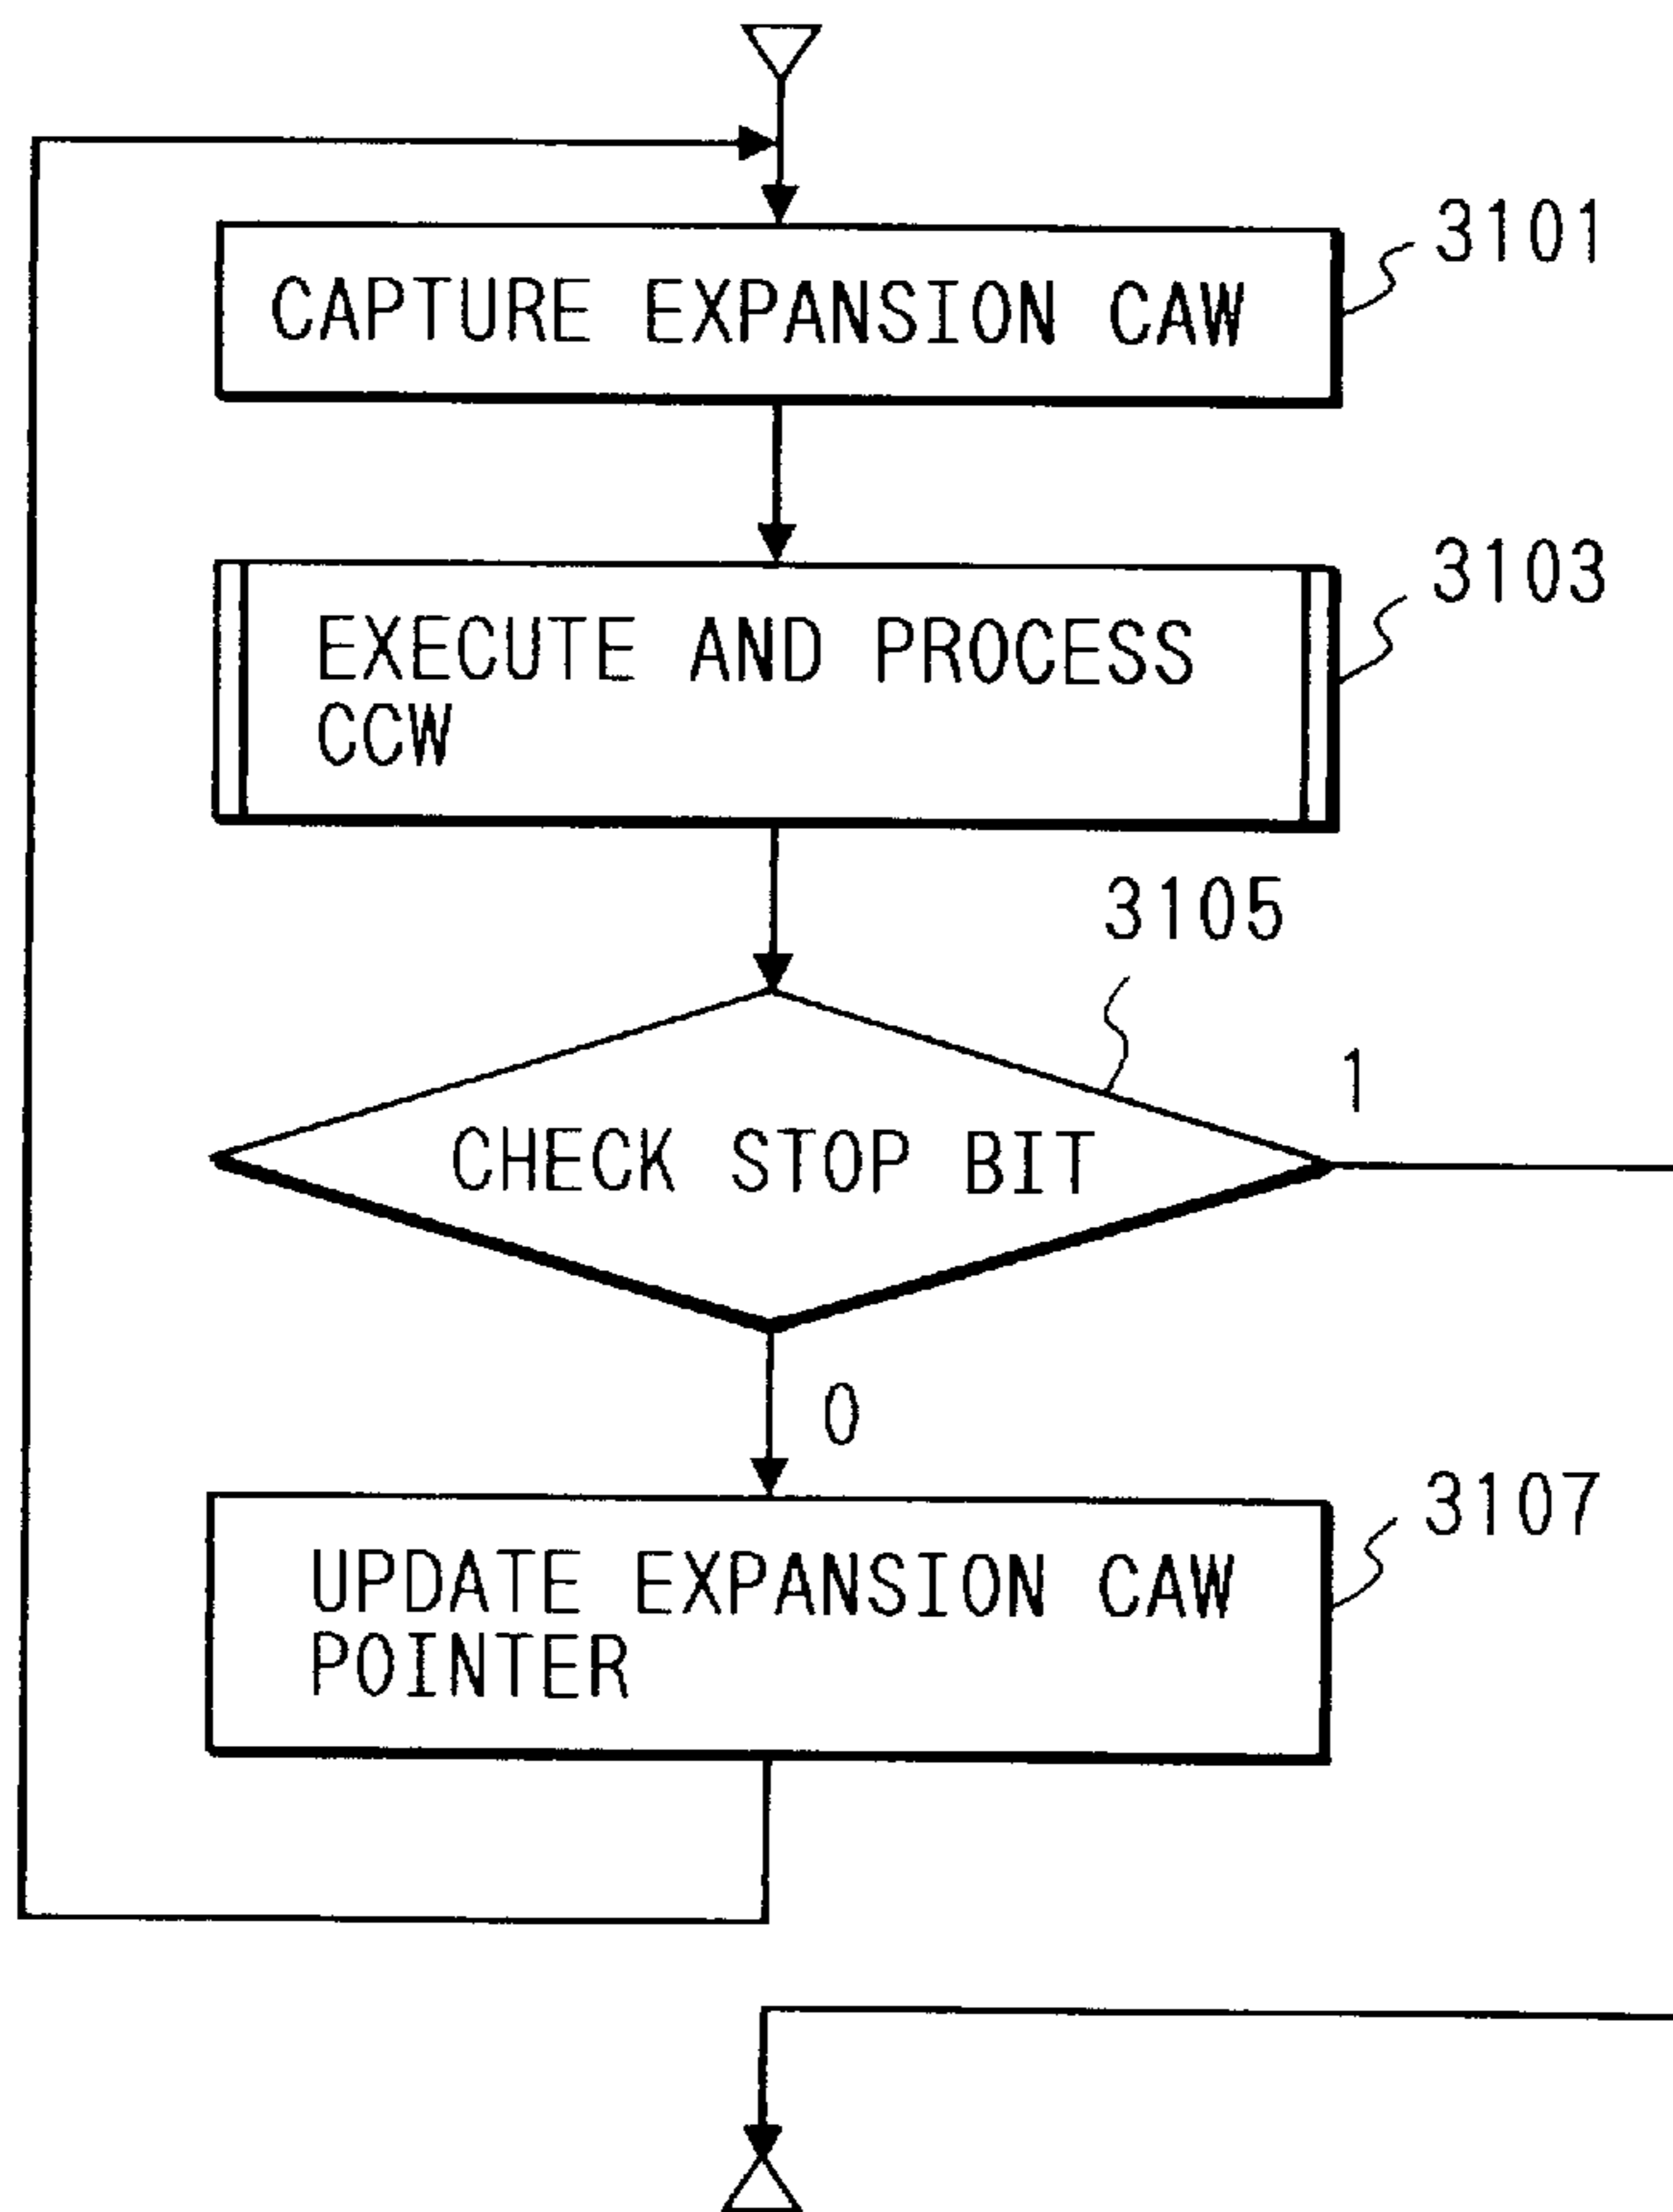 3101
CAPTURE EXPANSION CAW
3103
EXECUTE AND PROCESS
CCW
3105
1
CHECK STOP BIT
0
3107
UPDATE EXPANSION CAW
POINTER